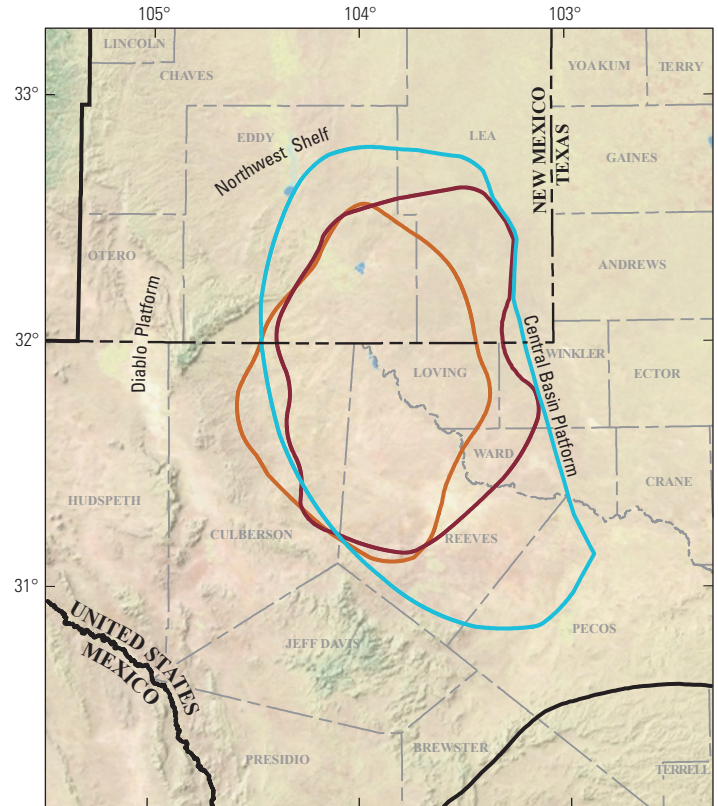 105°
104°
103°
LINCOLN
CHAVES
YOAKUM
TERRY
33°
EDDY
LEA
Northwest Shelf
NEW MEXICO
TEXAS
GAINES
OTERO
ANDREWS
Diablo Platform
32°
Central Basin Platform
WINKLER
LOVING
ECTOR
WARD
CRANE
HUDSPETH
CULBERSON
REEVES
31°
UNITED STATES
MEXICO
JEFF DAVIS
PECOS
BREWSTER
PRESIDIO
TERRELL